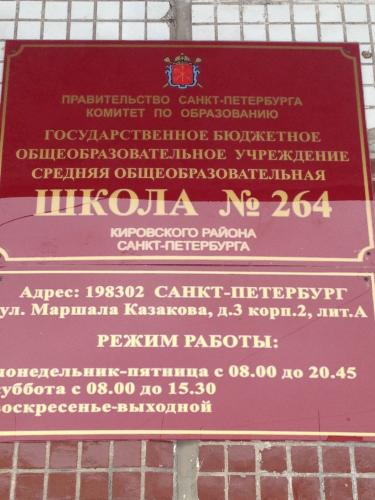 ПРАВИТЕЛЬСТВО САНКТ-ПЕТЕРБУРГА
КОМИТЕТ ПО ОБРАЗОВАНИЮ
ГОСУДАРСТВЕННОЕ БЮДЖЕТНОЕ
ОБЩЕОБРАЗОВАТЕЛЬНОЕ УЧРЕЖДЕНИЕ
СРЕДНЯЯ ОБЩЕОБРАЗОВАТЕЛЬНАЯ
ШКОЛА № 264
КИРОВСКОГО РАЙОНА
САНКТ-ПЕТЕРБУРГА
Адрес: 198302 САНКТ-ПЕТЕРБУРГ
ул. Маршала Казакова, д.3 корп.2, лит.А
РЕЖИМ РАБОТЫ:
понедельник-пятница с 08.00 до 20.45
суббота с 08.00 до 15.30
воскресенье-выходной